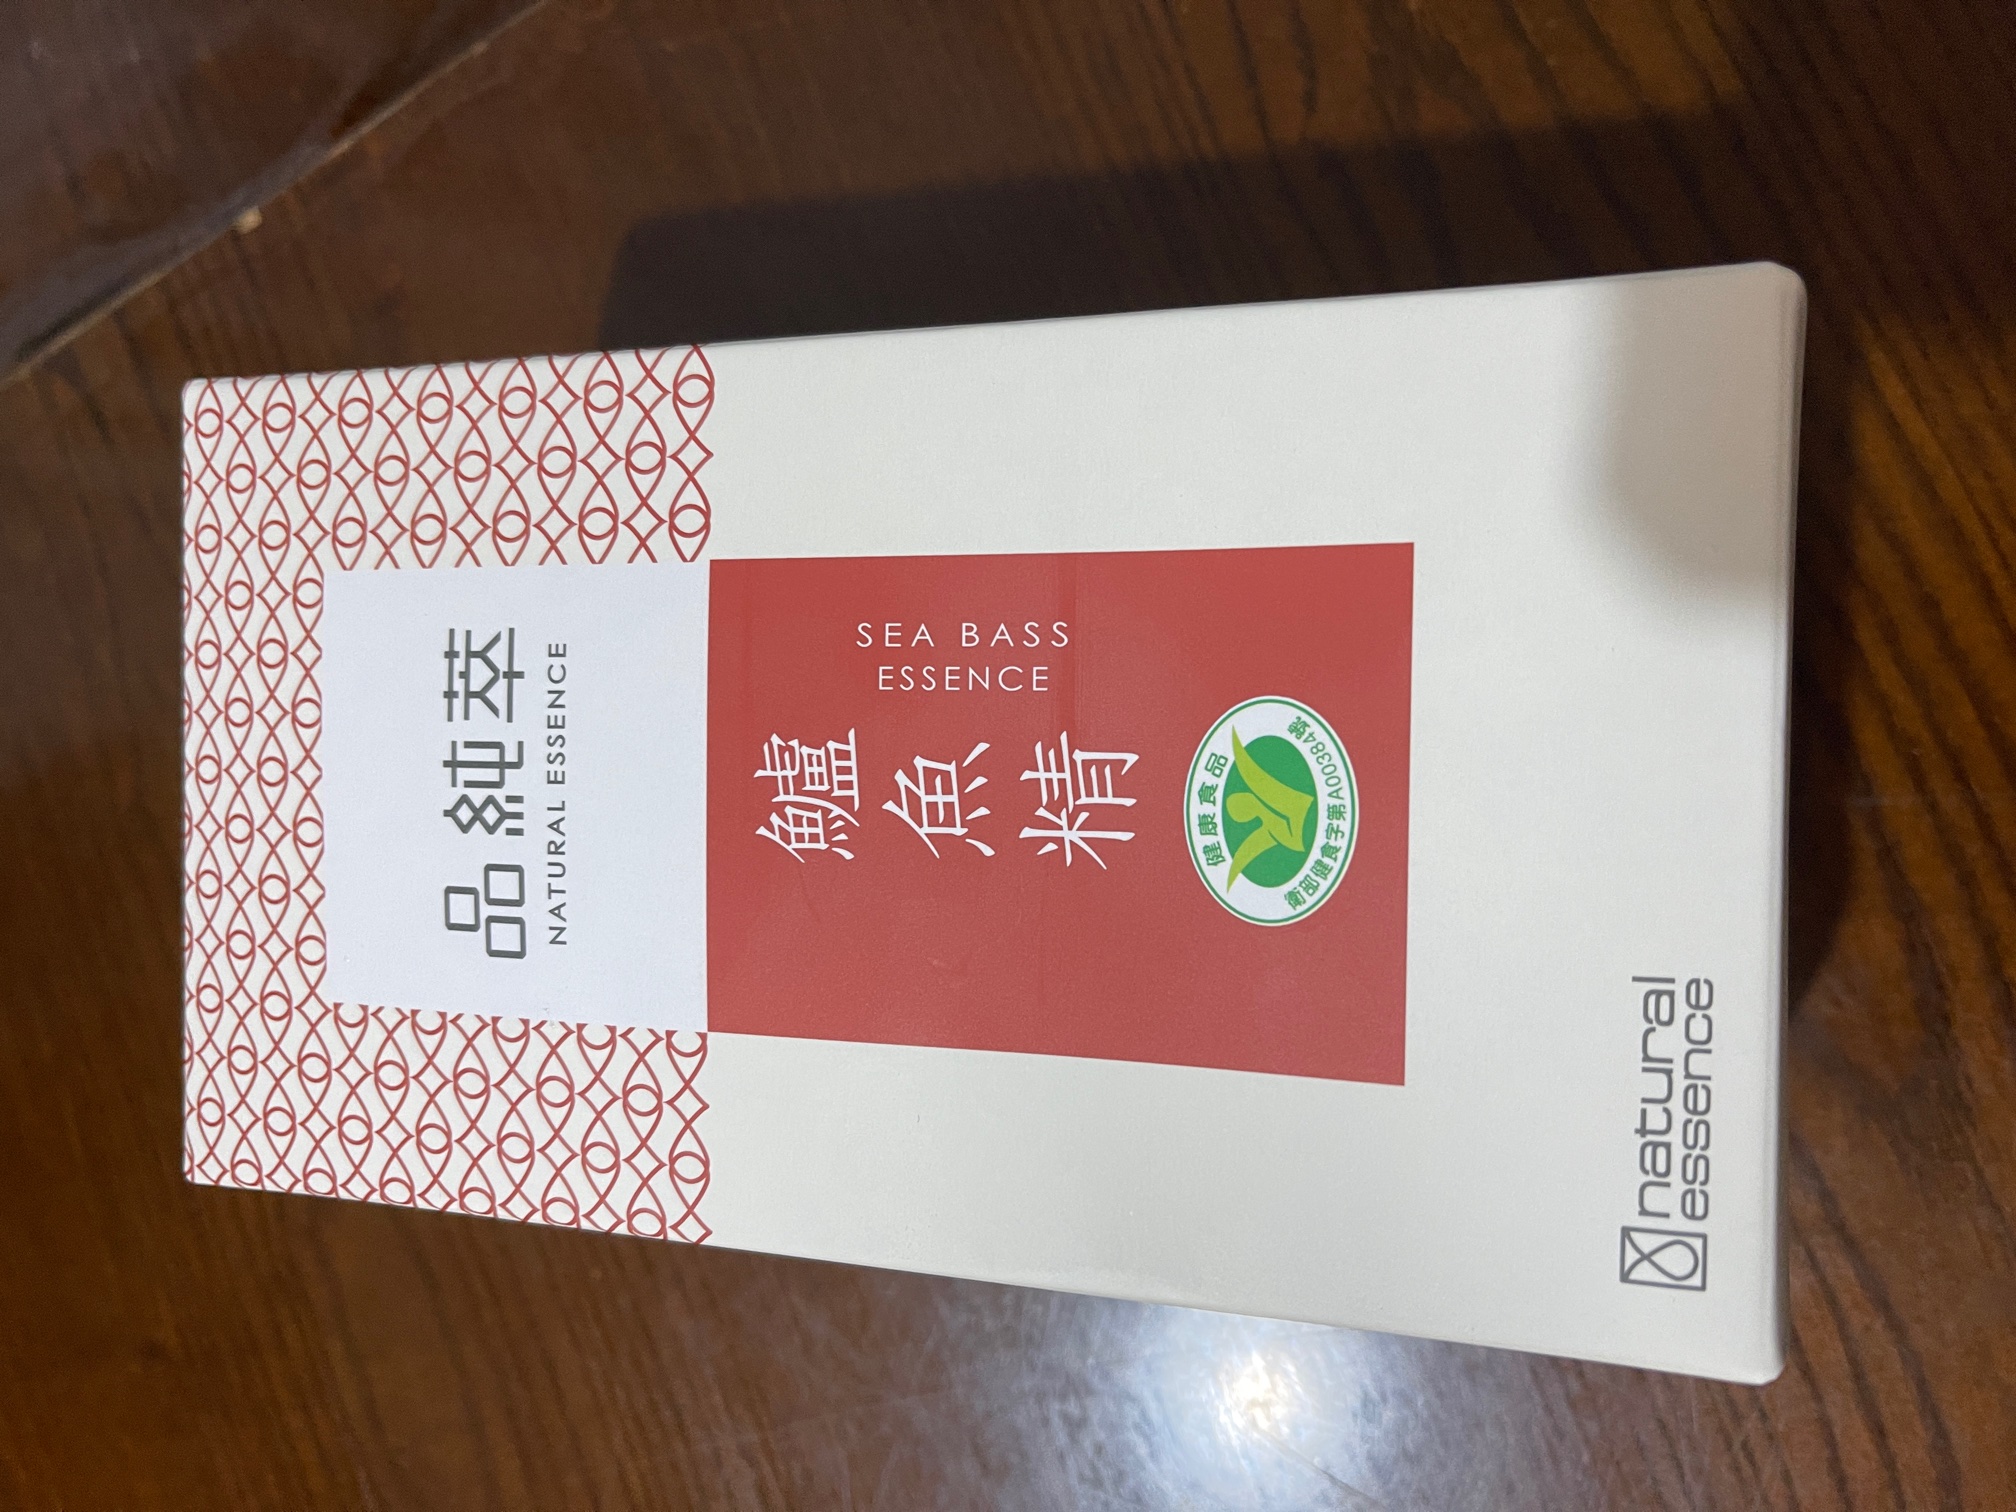 品純萃
NATURAL ESSENCE
鱸魚精
SEA BASS
ESSENCE
健康食品
衛部健食字第A00384號
natural
essence